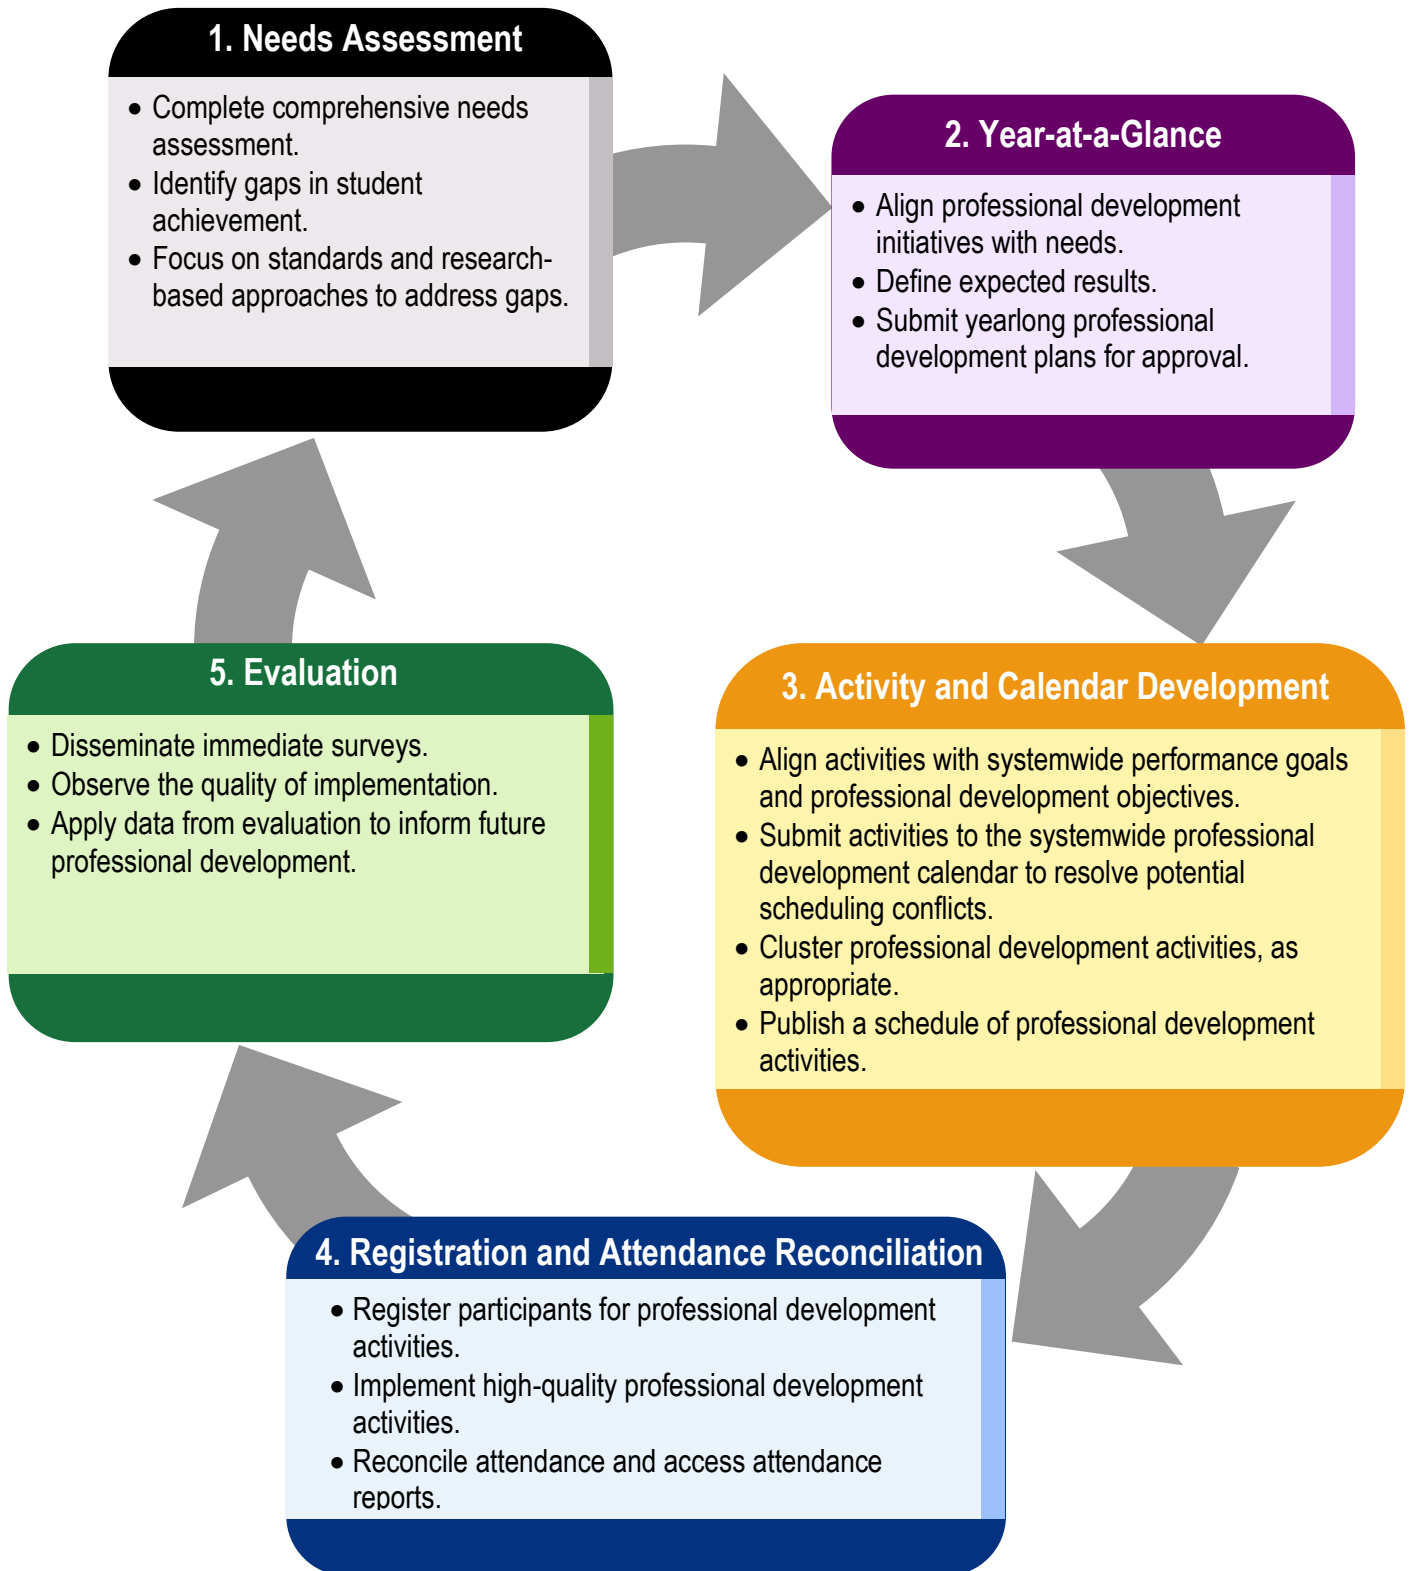 1. Needs Assessment
• Complete comprehensive needs
assessment.
• Identify gaps in student
achievement.
• Focus on standards and research-
based approaches to address gaps.
2. Year-at-a-Glance
• Align professional development
initiatives with needs.
• Define expected results.
• Submit yearlong professional
development plans for approval.
3. Activity and Calendar Development
• Align activities with systemwide performance goals
and professional development objectives.
• Submit activities to the systemwide professional
development calendar to resolve potential
scheduling conflicts.
• Cluster professional development activities, as
appropriate.
• Publish a schedule of professional development
activities.
4. Registration and Attendance Reconciliation
• Register participants for professional development
activities.
• Implement high-quality professional development
activities.
• Reconcile attendance and access attendance
reports.
5. Evaluation
• Disseminate immediate surveys.
• Observe the quality of implementation.
• Apply data from evaluation to inform future
professional development.